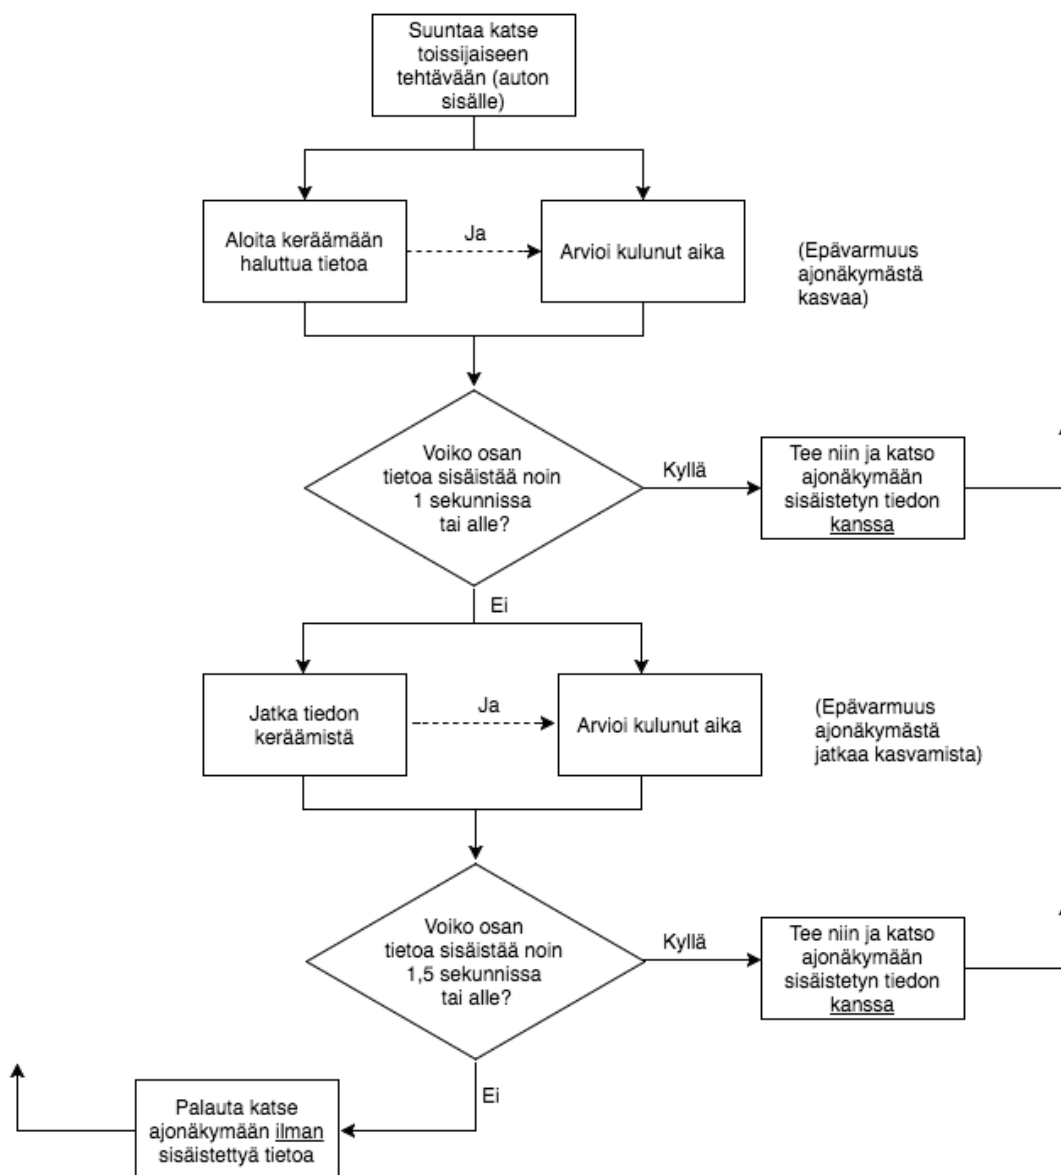 Suuntaa katse
toissijaiseen
tehtävään (auton
sisälle)
Aloita keräämään
haluttua tietoa
Ja
Arvioi kulunut aika
(Epävarmuus
ajonäkymästä
kasvaa)
Voiko osan
tietoa sisäistää noin
1 sekunnissa
tai alle?
Kyllä
Tee niin ja katso
ajonäkymään
sisäistetyn tiedon
kanssa
Ei
Jatka tiedon
keräämistä
Ja
Arvioi kulunut aika
(Epävarmuus
ajonäkymästä
jatkaa kasvamista)
Voiko osan
tietoa sisäistää noin
1,5 sekunnissa
tai alle?
Kyllä
Tee niin ja katso
ajonäkymään
sisäistetyn tiedon
kanssa
Ei
Palauta katse
ajonäkymään ilman
sisäistettyä tietoa